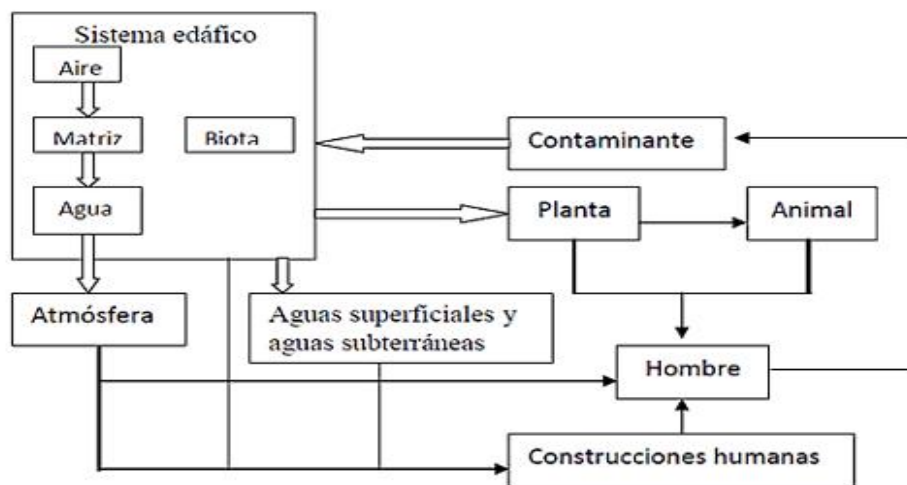 Sistema edáfico
Aire
Matriz
Biota
Contaminante
Agua
Planta
Animal
Atmósfera
Aguas superficiales y
aguas subterráneas
Hombre
Construcciones humanas